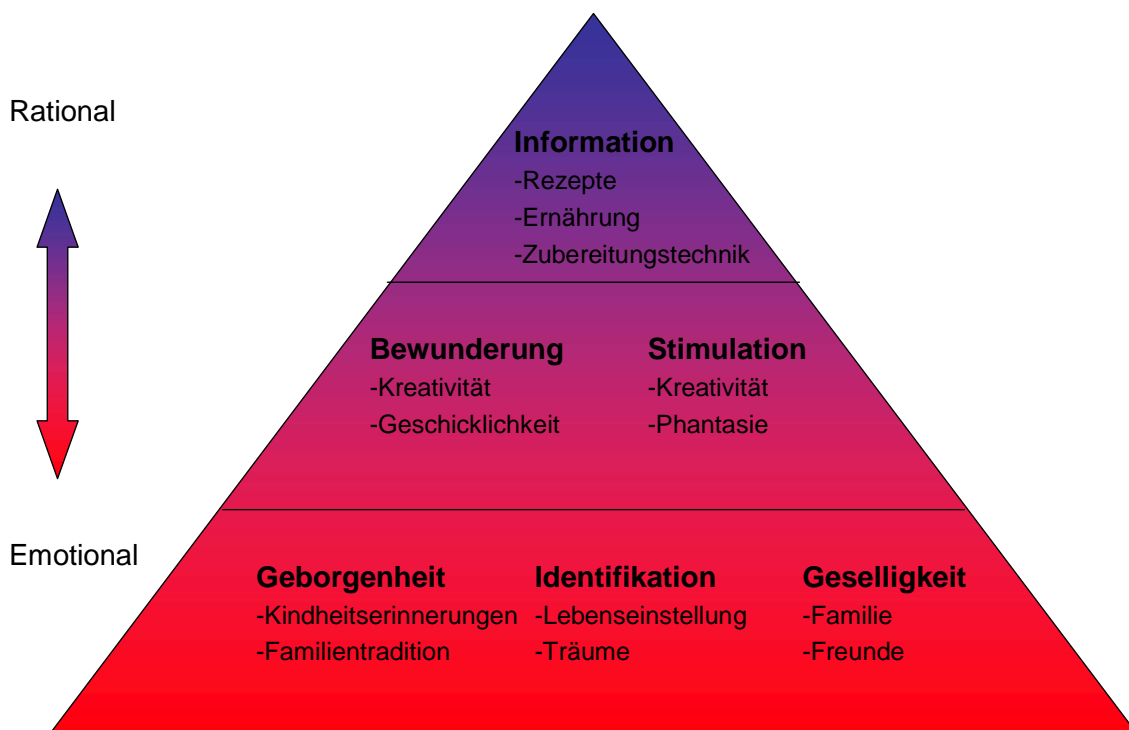 Rational
Information
-Rezepte
-Ernährung
-Zubereitungstechnik
Bewunderung
-Kreativität
-Geschicklichkeit
Stimulation
-Kreativität
-Phantasie
Emotional
Geborgenheit
-Kindheitserinnerungen
-Familientradition
Identifikation
-Lebenseinstellung
-Träume
Geselligkeit
-Familie
-Freunde